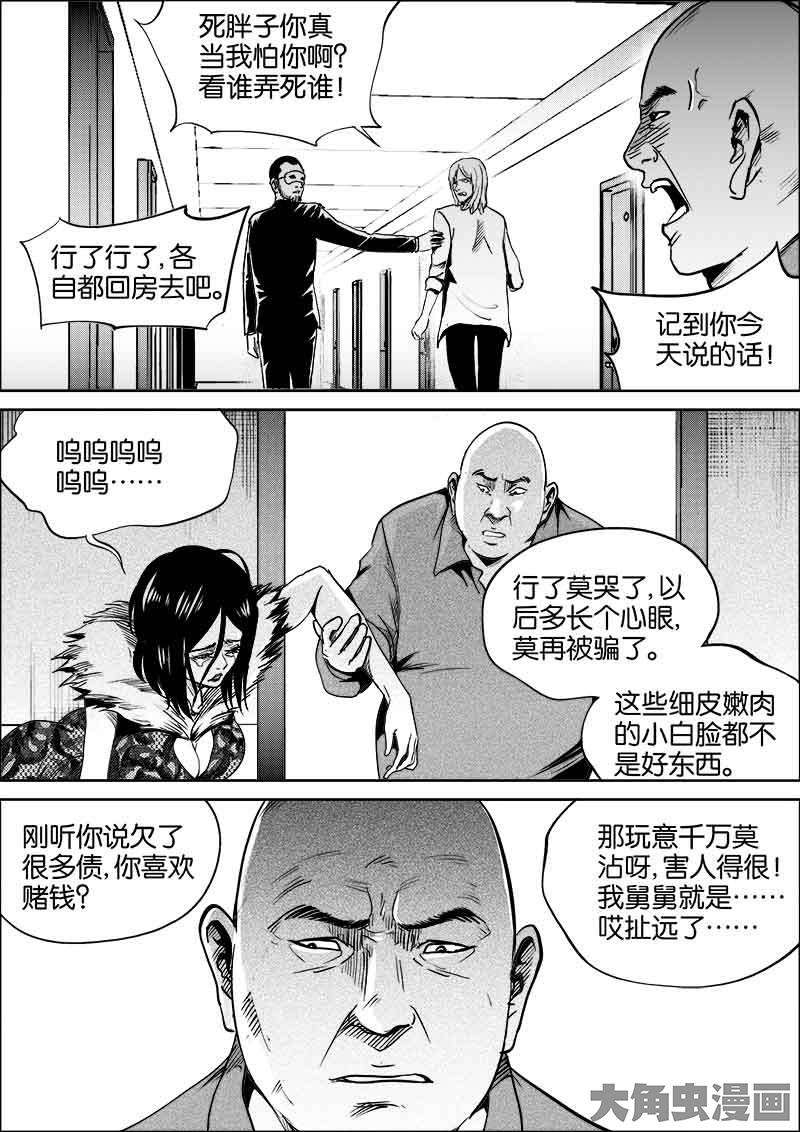 死胖子你真
当我怕你啊？
看谁弄死谁！
行了行了，各
自都回房去吧。
记到你今
天说的话！
呜呜呜呜
呜呜……
行了莫哭了，以
后多长个心眼，
莫再被骗了。
这些细皮嫩肉
的小白脸都不
是好东西。
刚听你说欠了
很多债，你喜欢
赌钱？
那玩意千万莫
沾呀，害人得很！
我舅舅就是……
哎扯远了……
大角虫漫画